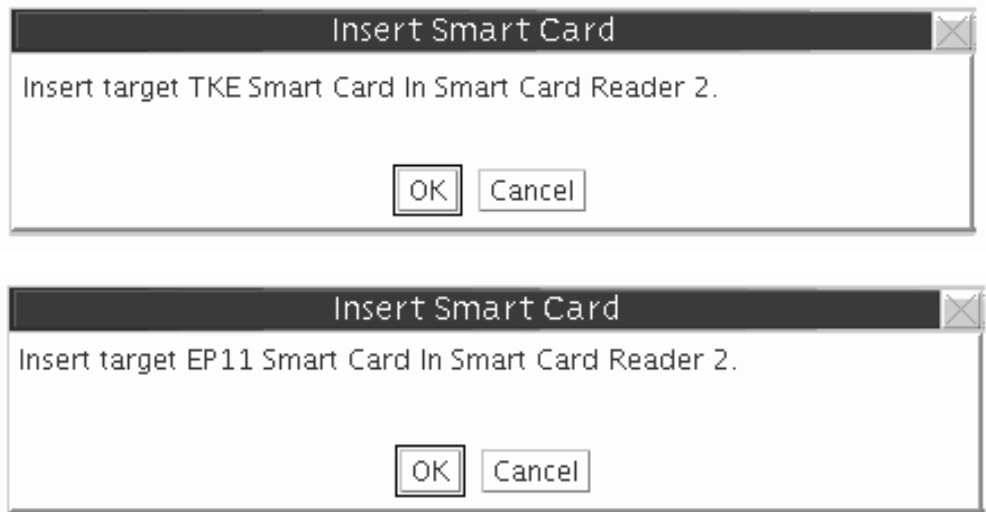 Insert Smart Card
Insert target TKE Smart Card In Smart Card Reader 2.
OK Cancel
Insert Smart Card
Insert target EP11 Smart Card In Smart Card Reader 2.
OK Cancel